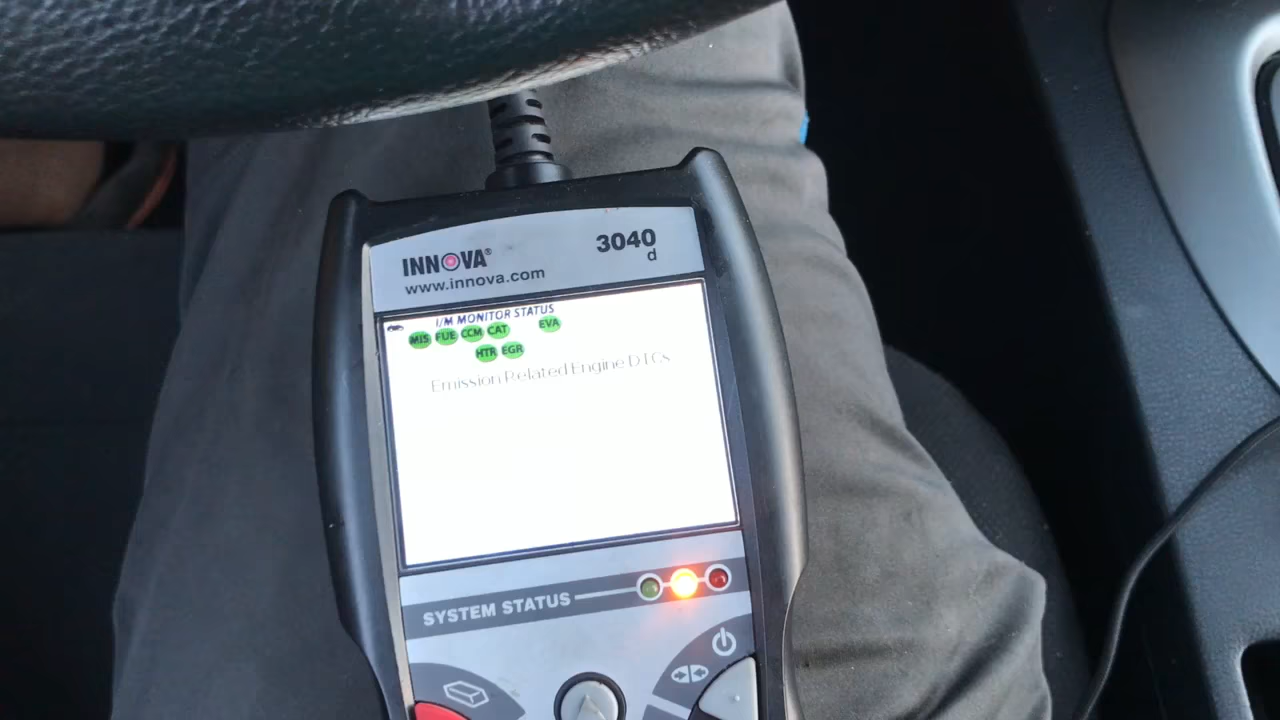 INNOVA® 3040
www.innova.com d
I/M MONITOR STATUS
MIS FUE CCM CAT EVA
HTR EGR
Emission Related Engine DTCs
SYSTEM STATUS